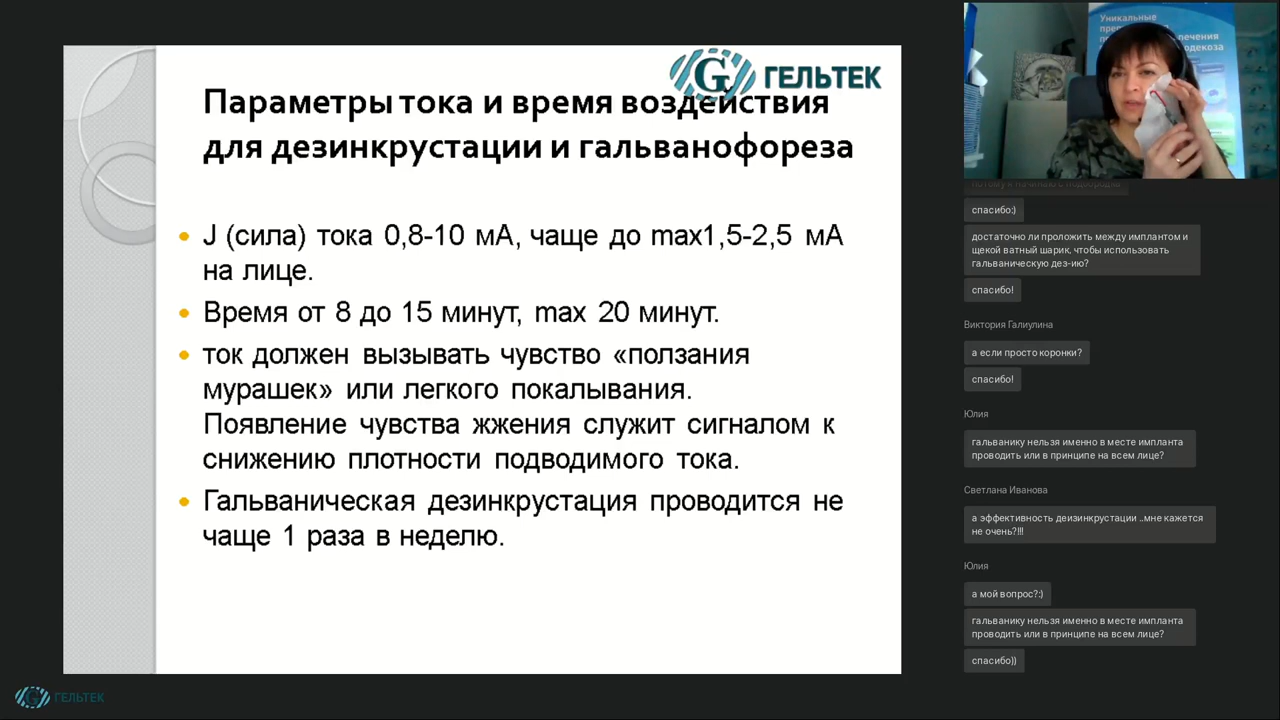 ГЕЛЬТЕК
Параметры тока и время воздействия
для дезинкрустации и гальванофореза
J (сила) тока 0,8-10 мА, чаще до max1,5-2,5 мА
на лице.
Время от 8 до 15 минут, max 20 минут.
ток должен вызывать чувство «ползания
мурашек» или легкого покалывания.
Появление чувства жжения служит сигналом к
снижению плотности подводимого тока.
Гальваническая дезинкрустация проводится не
чаще 1 раза в неделю.
ГЕЛЬТЕК
Уникальные
спасибо:)
достаточно ли проложить между имплантом и
щекой ватный шарик, чтобы использовать
гальваническую дез-ию?
спасибо!
Виктория Галиулина
а если просто коронки?
спасибо!
Юлия
гальванику нельзя именно в месте импланта
проводить или в принципе на всем лице?
Светлана Иванова
а эффективность деизинкрустации ..мне кажется
не очень?!!!
Юлия
а мой вопрос?:)
гальванику нельзя именно в месте импланта
проводить или в принципе на всем лице?
спасибо))